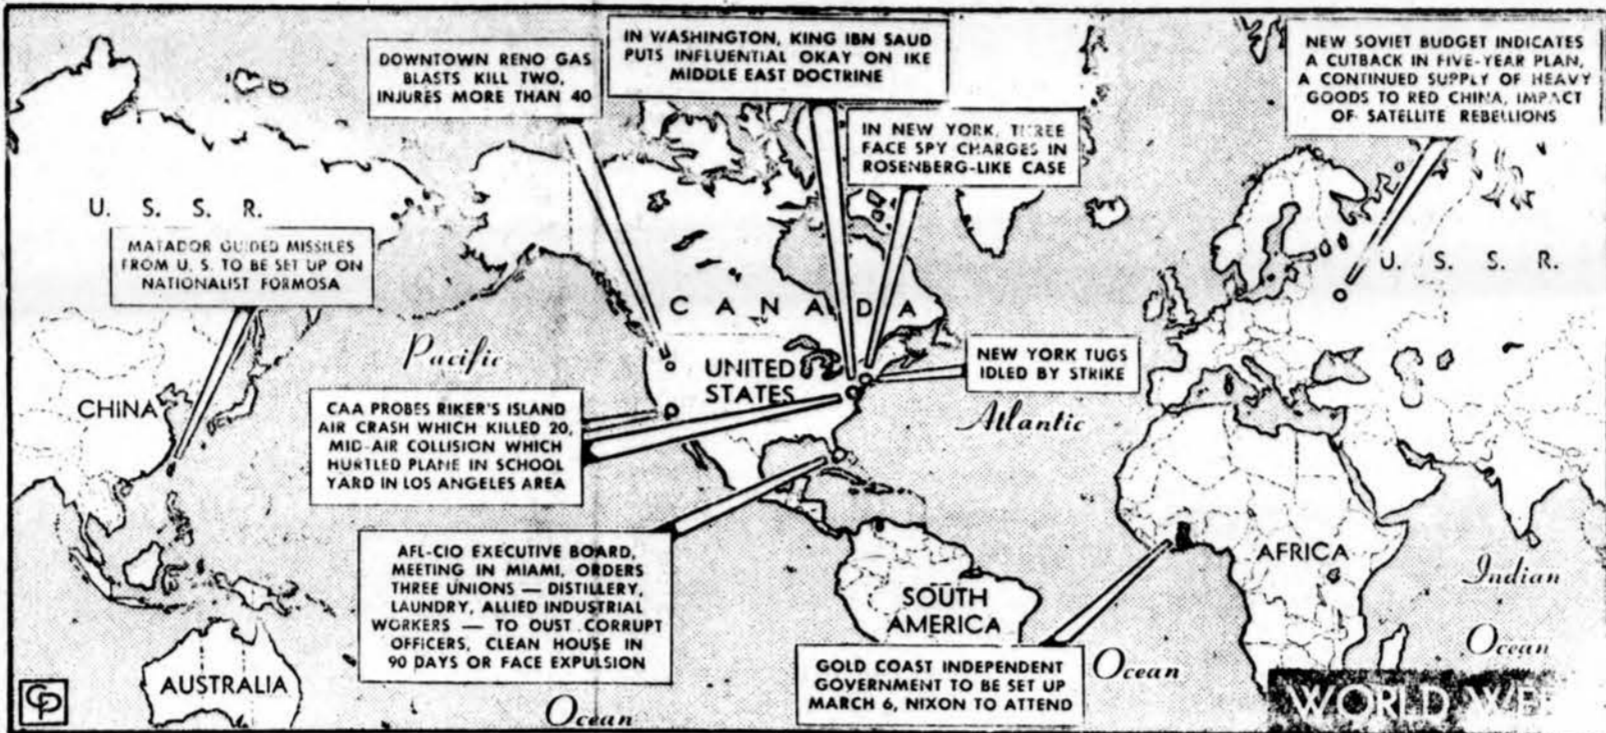 DOWNTOWN RENO GAS
BLASTS KILL TWO,
INJURES MORE THAN 40
IN WASHINGTON, KING IBN SAUD
PUTS INFLUENTIAL OKAY ON IKE
MIDDLE EAST DOCTRINE
NEW SOVIET BUDGET INDICATES
A CUTBACK IN FIVE-YEAR PLAN,
A CONTINUED SUPPLY OF HEAVY
GOODS TO RED CHINA, IMPACT
OF SATELLITE REBELLIONS
IN NEW YORK, THREE
FACE SPY CHARGES IN
ROSENBERG-LIKE CASE
U. S. S. R.
MATADOR GUIDED MISSILES
FROM U. S. TO BE SET UP ON
NATIONALIST FORMOSA
U. S. S. R.
CANADA
Pacific
UNITED
STATES
NEW YORK TUGS
IDLED BY STRIKE
CHINA
CAA PROBES RIKER'S ISLAND
AIR CRASH WHICH KILLED 20,
MID-AIR COLLISION WHICH
HURTLED PLANE IN SCHOOL
YARD IN LOS ANGELES AREA
Atlantic
AFL-CIO EXECUTIVE BOARD,
MEETING IN MIAMI, ORDERS
THREE UNIONS — DISTILLERY,
LAUNDRY, ALLIED INDUSTRIAL
WORKERS — TO OUST CORRUPT
OFFICERS, CLEAN HOUSE IN
90 DAYS OR FACE EXPULSION
AFRICA
Indian
Ocean
SOUTH
AMERICA
GOLD COAST INDEPENDENT
GOVERNMENT TO BE SET UP
MARCH 6, NIXON TO ATTEND
Ocean
AUSTRALIA
Ocean
CP
WORLD